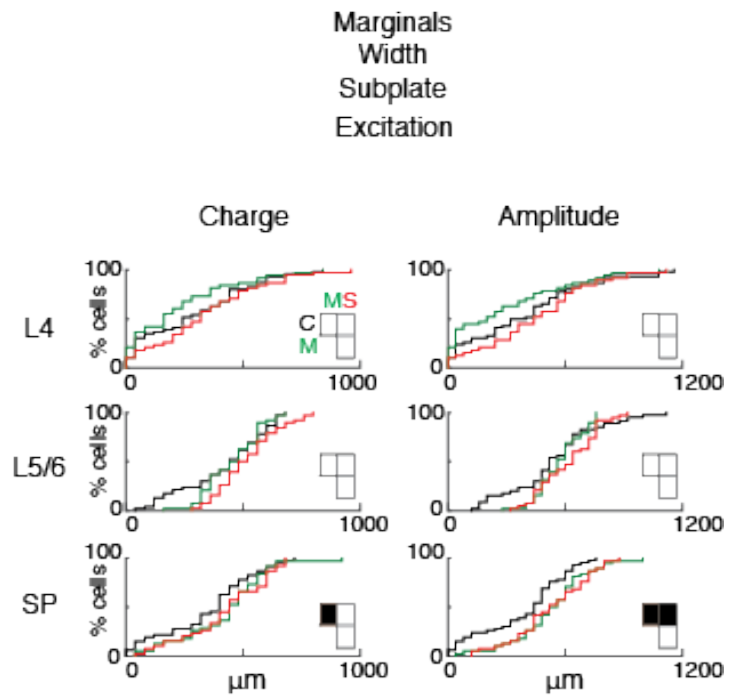 Marginals
Width
Subplate
Excitation
Charge
Amplitude
L4
% cells
100
0
MS
C
M
0
1000
100
0
0
1200
L5/6
% cells
100
0
0
1000
100
0
0
1200
SP
% cells
100
0
0
µm
1000
100
0
0
µm
1200